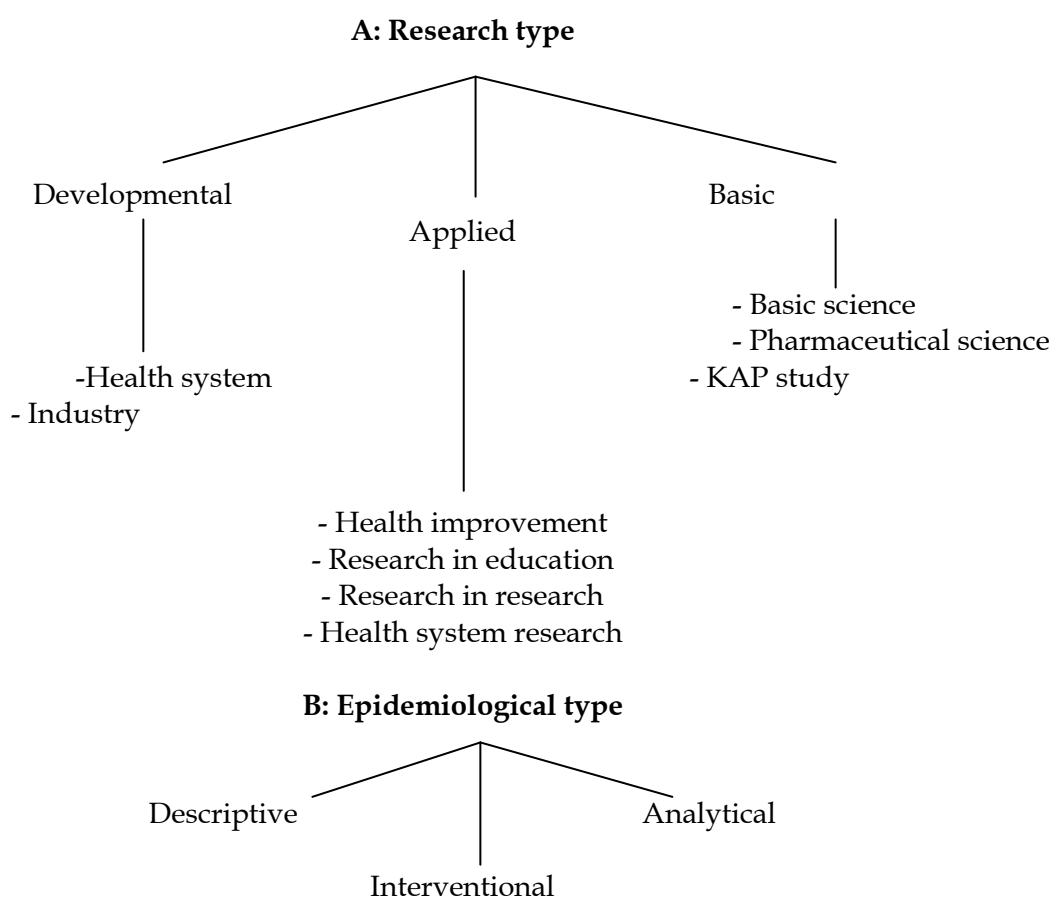 A: Research type
Developmental
Applied
Basic
- Basic science
- Pharmaceutical science
- KAP study
-Health system
- Industry
- Health improvement
- Research in education
- Research in research
- Health system research
B: Epidemiological type
Descriptive
Analytical
Interventional